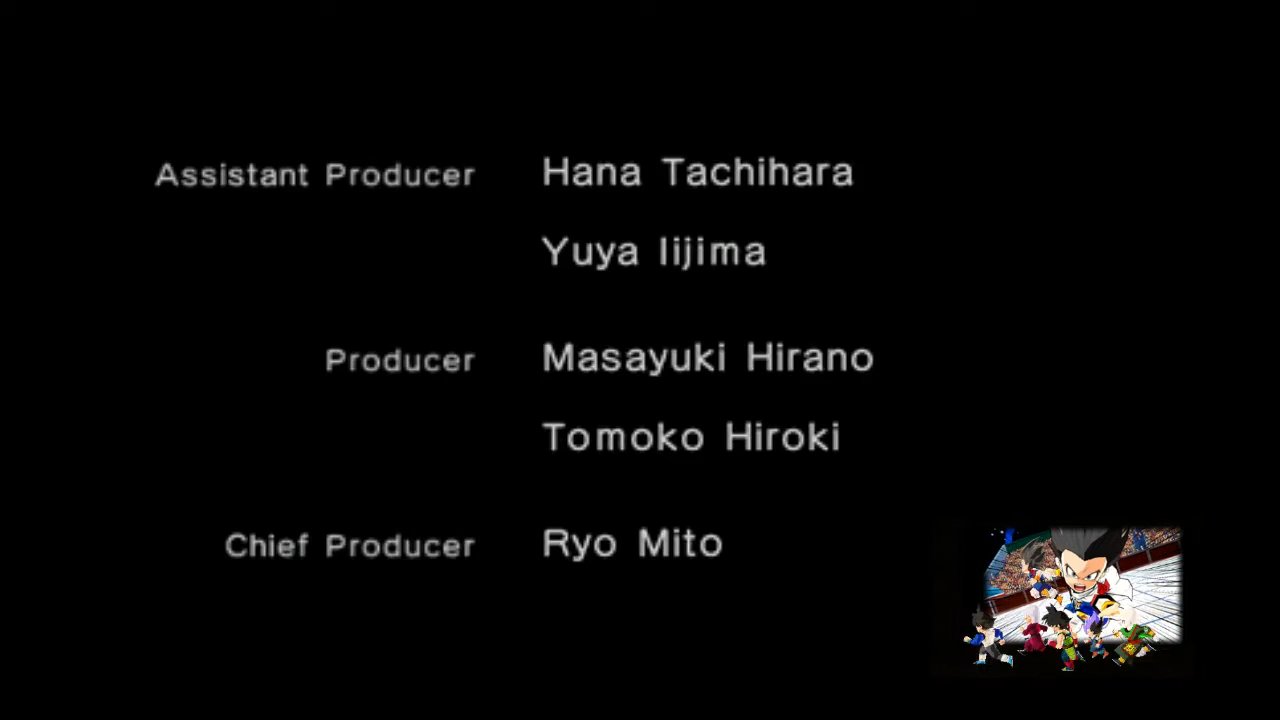 Assistant Producer Hana Tachihara
Yuya Iijima
Producer Masayuki Hirano
Tomoko Hiroki
Chief Producer Ryo Mito